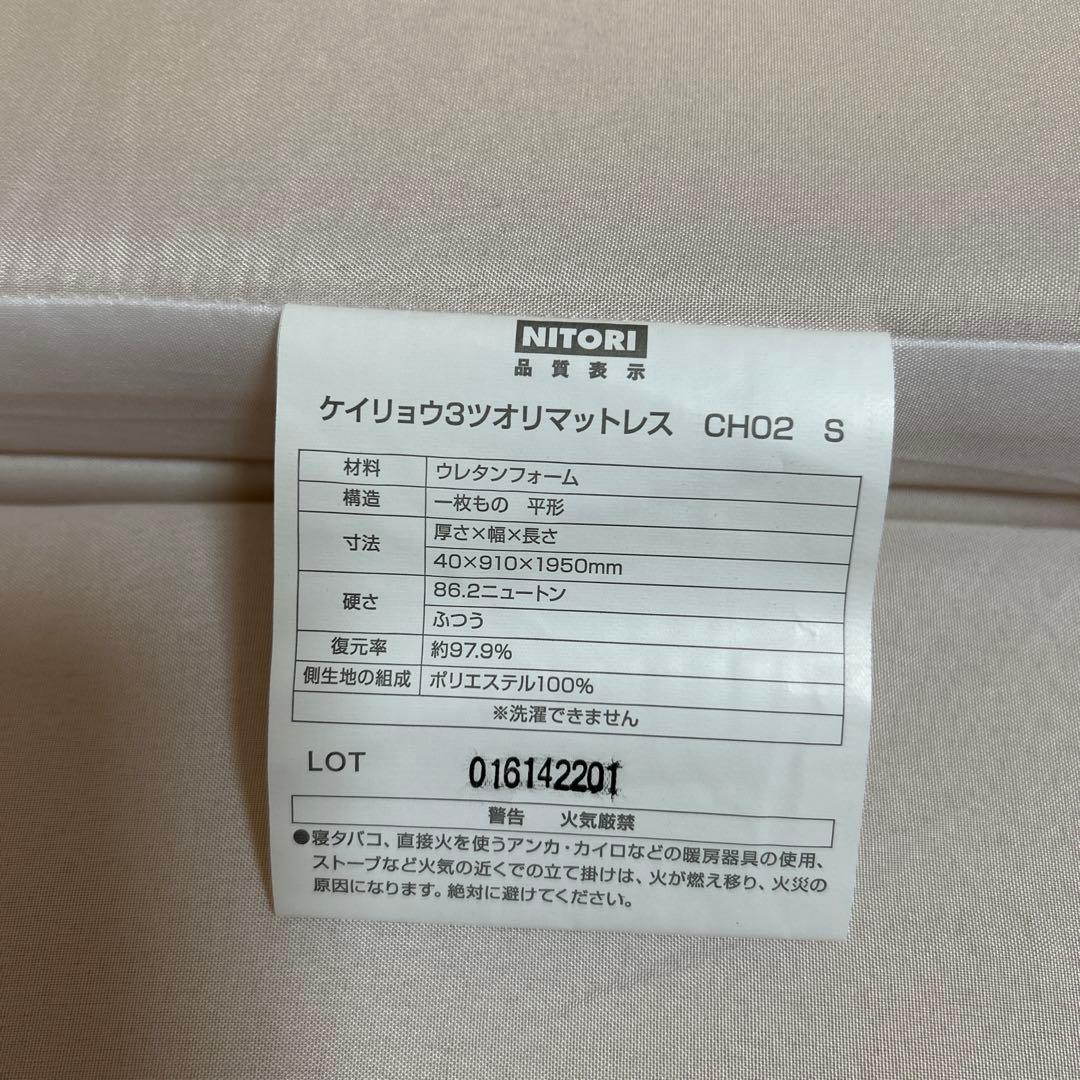 NITORI
品質表示
ケイリョウ3ツオリマットレス CH02 S
材料 ウレタンフォーム
構造 一枚もの 平形
寸法 厚さ×幅×長さ
40×910×1950mm
硬さ 86.2ニュートン
ふつう
復元率 約97.9%
側生地の組成 ポリエステル100%
※洗濯できません
LOT 016142201
警告 火気厳禁
●寝タバコ、直接火を使うアンカ・カイロなどの暖房器具の使用、
ストーブなど火気の近くでの立て掛けは、火が燃え移り、火災の
原因になります。絶対に避けてください。